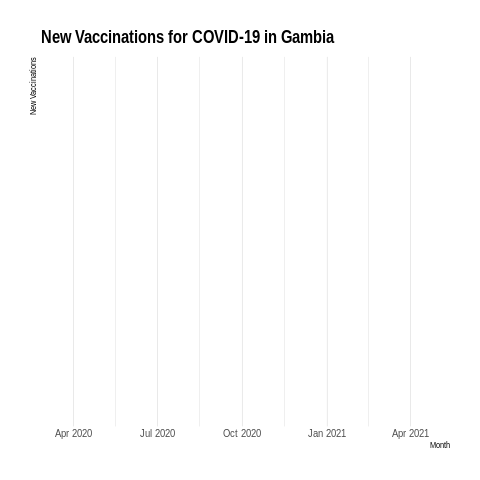 New Vaccinations for COVID-19 in Gambia
New Vaccinations
Apr 2020 Jul 2020 Oct 2020 Jan 2021 Apr 2021
Month